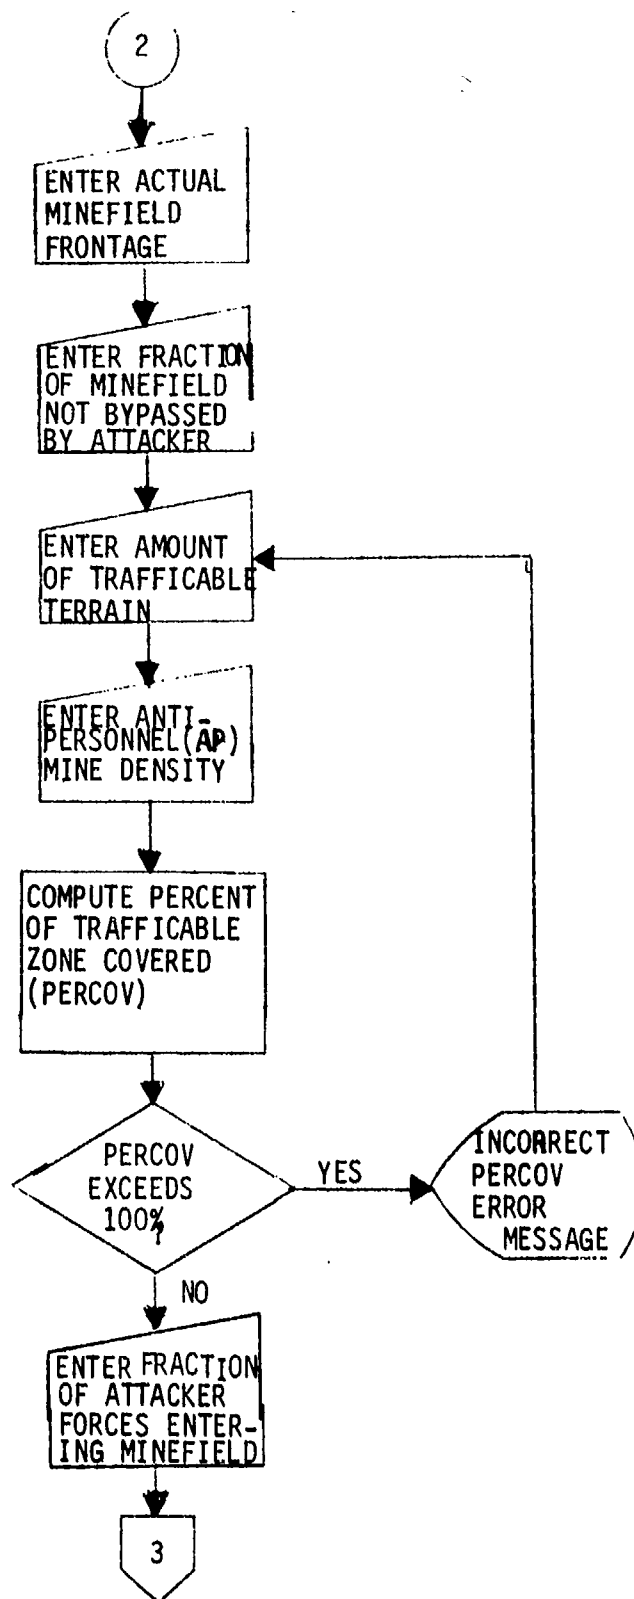 2
ENTER ACTUAL
MINEFIELD
FRONTAGE
ENTER FRACTION
OF MINEFIELD
NOT BYPASSED
BY ATTACKER
ENTER AMOUNT
OF TRAFFICABLE
TERRAIN
ENTER ANTI-
PERSONNEL(AP)
MINE DENSITY
COMPUTE PERCENT
OF TRAFFICABLE
ZONE COVERED
(PERCOV)
PERCOV
EXCEEDS
100%?
YES
INCORRECT
PERCOV
ERROR
MESSAGE
NO
ENTER FRACTION
OF ATTACKER
FORCES ENTER-
ING MINEFIELD
3